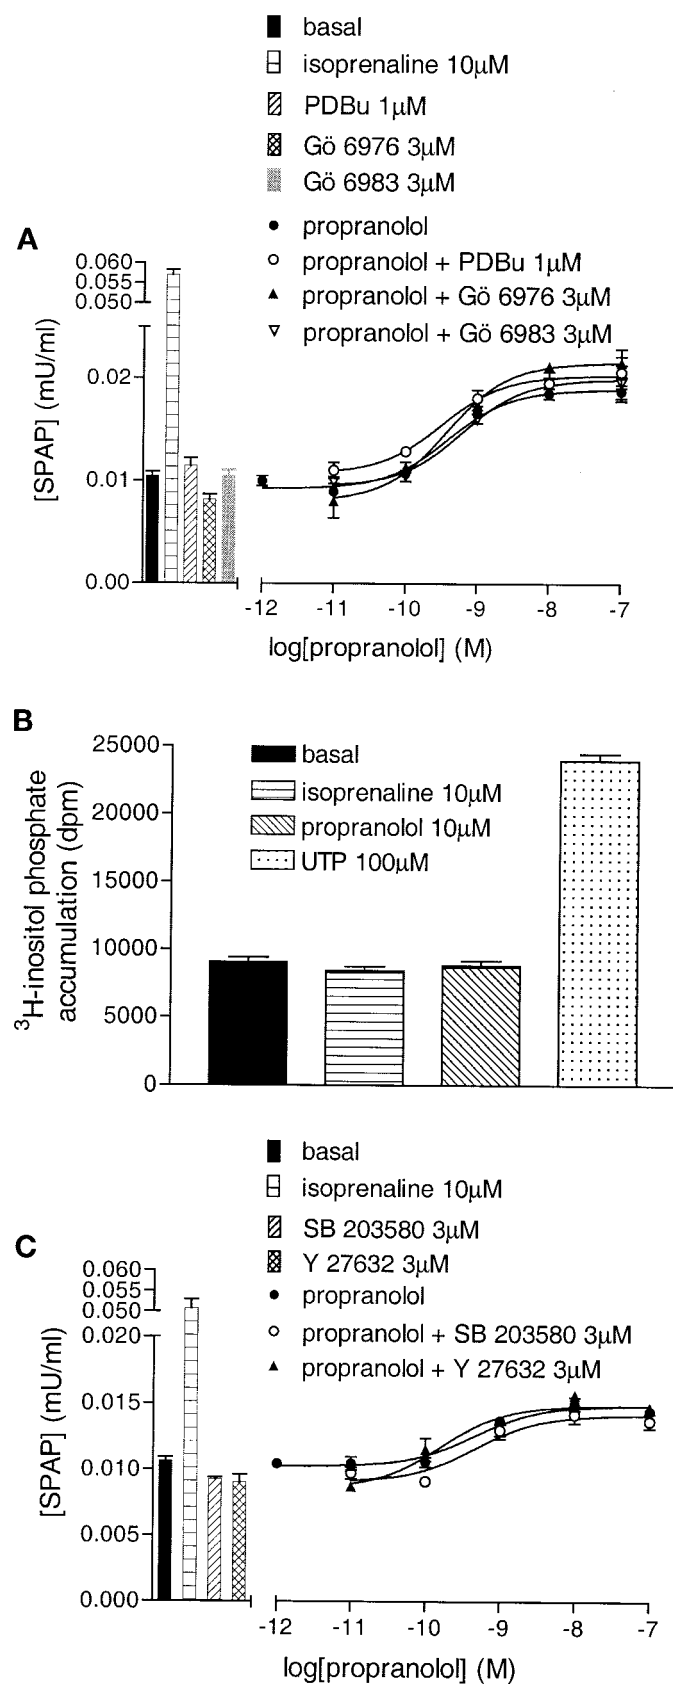 basal
isoprenaline 10µM
PDBu 1µM
Gö 6976 3µM
Gö 6983 3µM
propranolol
propranolol + PDBu 1µM
propranolol + Gö 6976 3µM
propranolol + Gö 6983 3µM
A
[SPAP] (mU/ml)
0.060
0.055
0.050
0.02
0.01
0.00
-12 -11 -10 -9 -8 -7
log[propranolol] (M)
B
³H-inositol phosphate
accumulation (dpm)
25000
20000
15000
10000
5000
0
basal
isoprenaline 10µM
propranolol 10µM
UTP 100µM
basal
isoprenaline 10µM
SB 203580 3µM
Y 27632 3µM
propranolol
propranolol + SB 203580 3µM
propranolol + Y 27632 3µM
C
[SPAP] (mU/ml)
0.060
0.055
0.050
0.020
0.015
0.010
0.005
0.000
-12 -11 -10 -9 -8 -7
log[propranolol] (M)